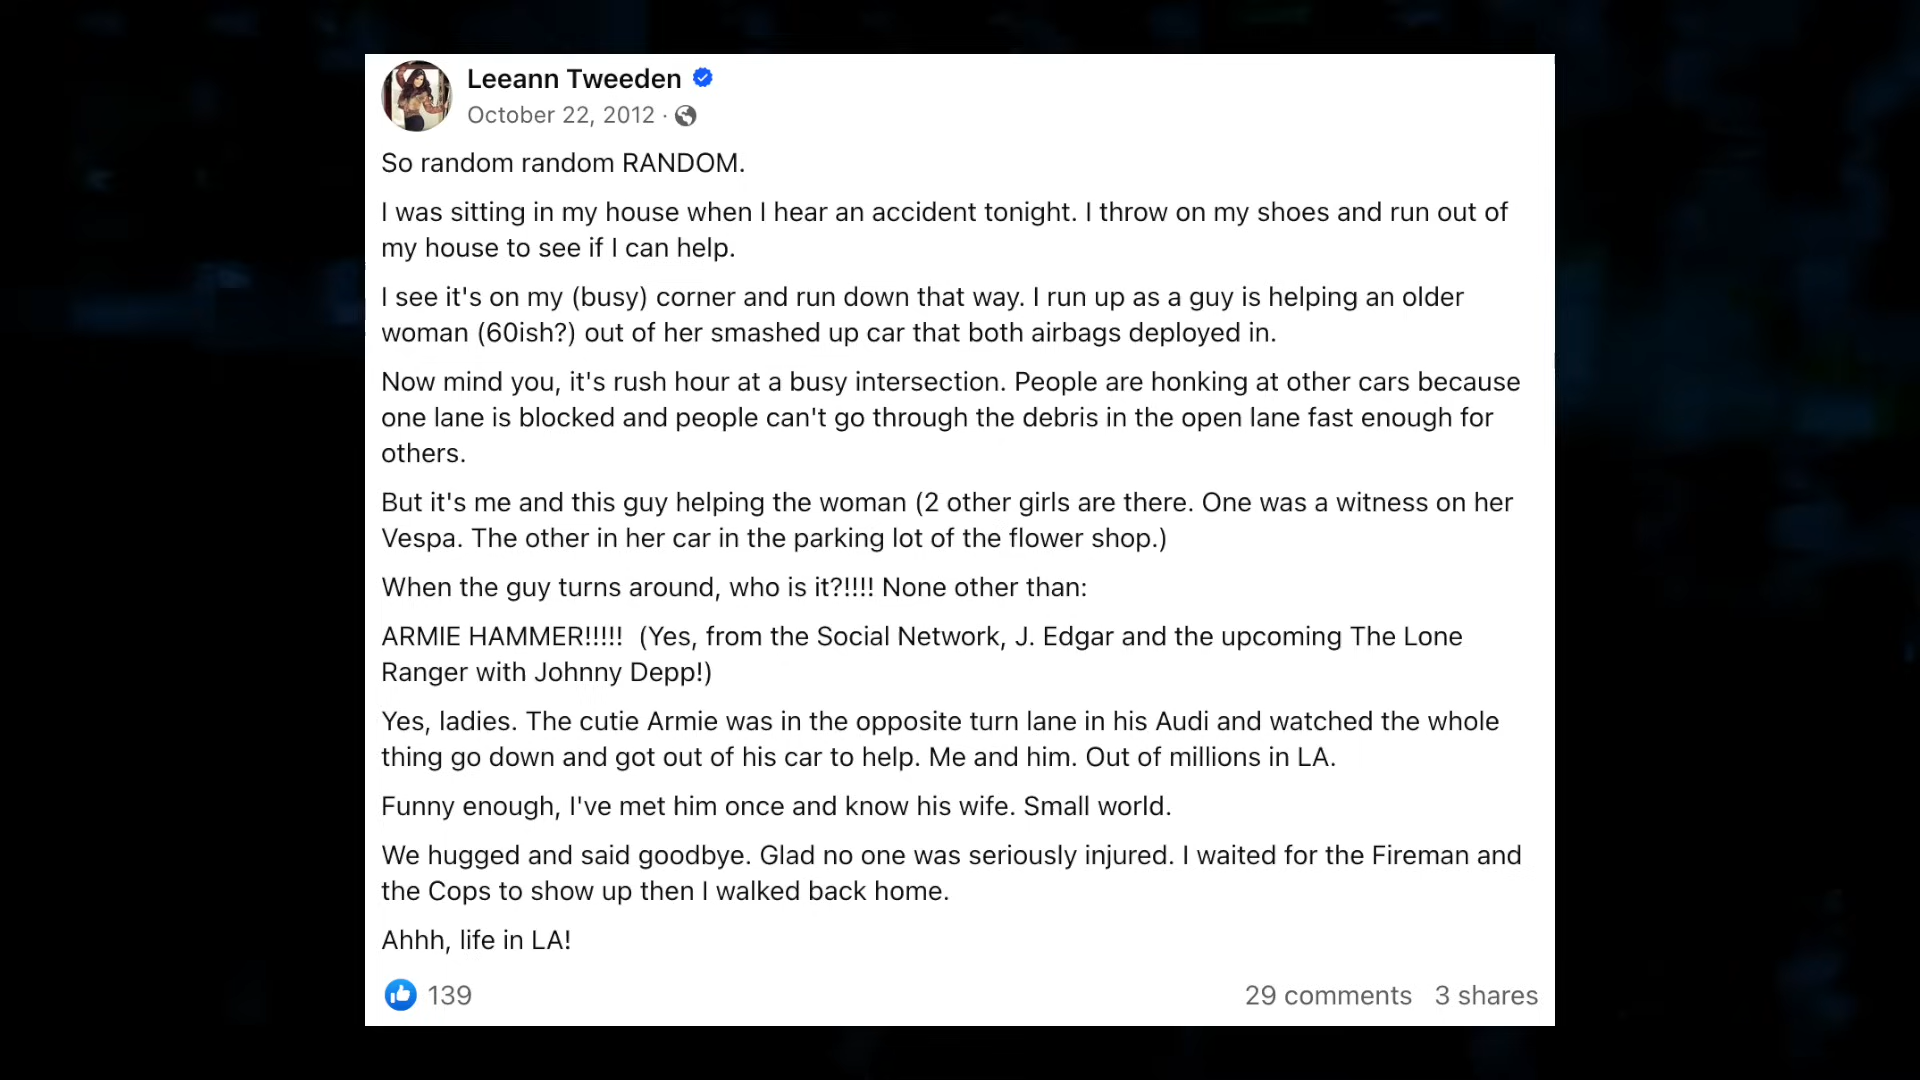 Leeann Tweeden
October 22, 2012 ·
So random random RANDOM.
I was sitting in my house when I hear an accident tonight. I throw on my shoes and run out of
my house to see if I can help.
I see it's on my (busy) corner and run down that way. I run up as a guy is helping an older
woman (60ish?) out of her smashed up car that both airbags deployed in.
Now mind you, it's rush hour at a busy intersection. People are honking at other cars because
one lane is blocked and people can't go through the debris in the open lane fast enough for
others.
But it's me and this guy helping the woman (2 other girls are there. One was a witness on her
Vespa. The other in her car in the parking lot of the flower shop.)
When the guy turns around, who is it?!!!! None other than:
ARMIE HAMMER!!!!!  (Yes, from the Social Network, J. Edgar and the upcoming The Lone
Ranger with Johnny Depp!)
Yes, ladies. The cutie Armie was in the opposite turn lane in his Audi and watched the whole
thing go down and got out of his car to help. Me and him. Out of millions in LA.
Funny enough, I've met him once and know his wife. Small world.
We hugged and said goodbye. Glad no one was seriously injured. I waited for the Fireman and
the Cops to show up then I walked back home.
Ahhh, life in LA!
139 29 comments 3 shares